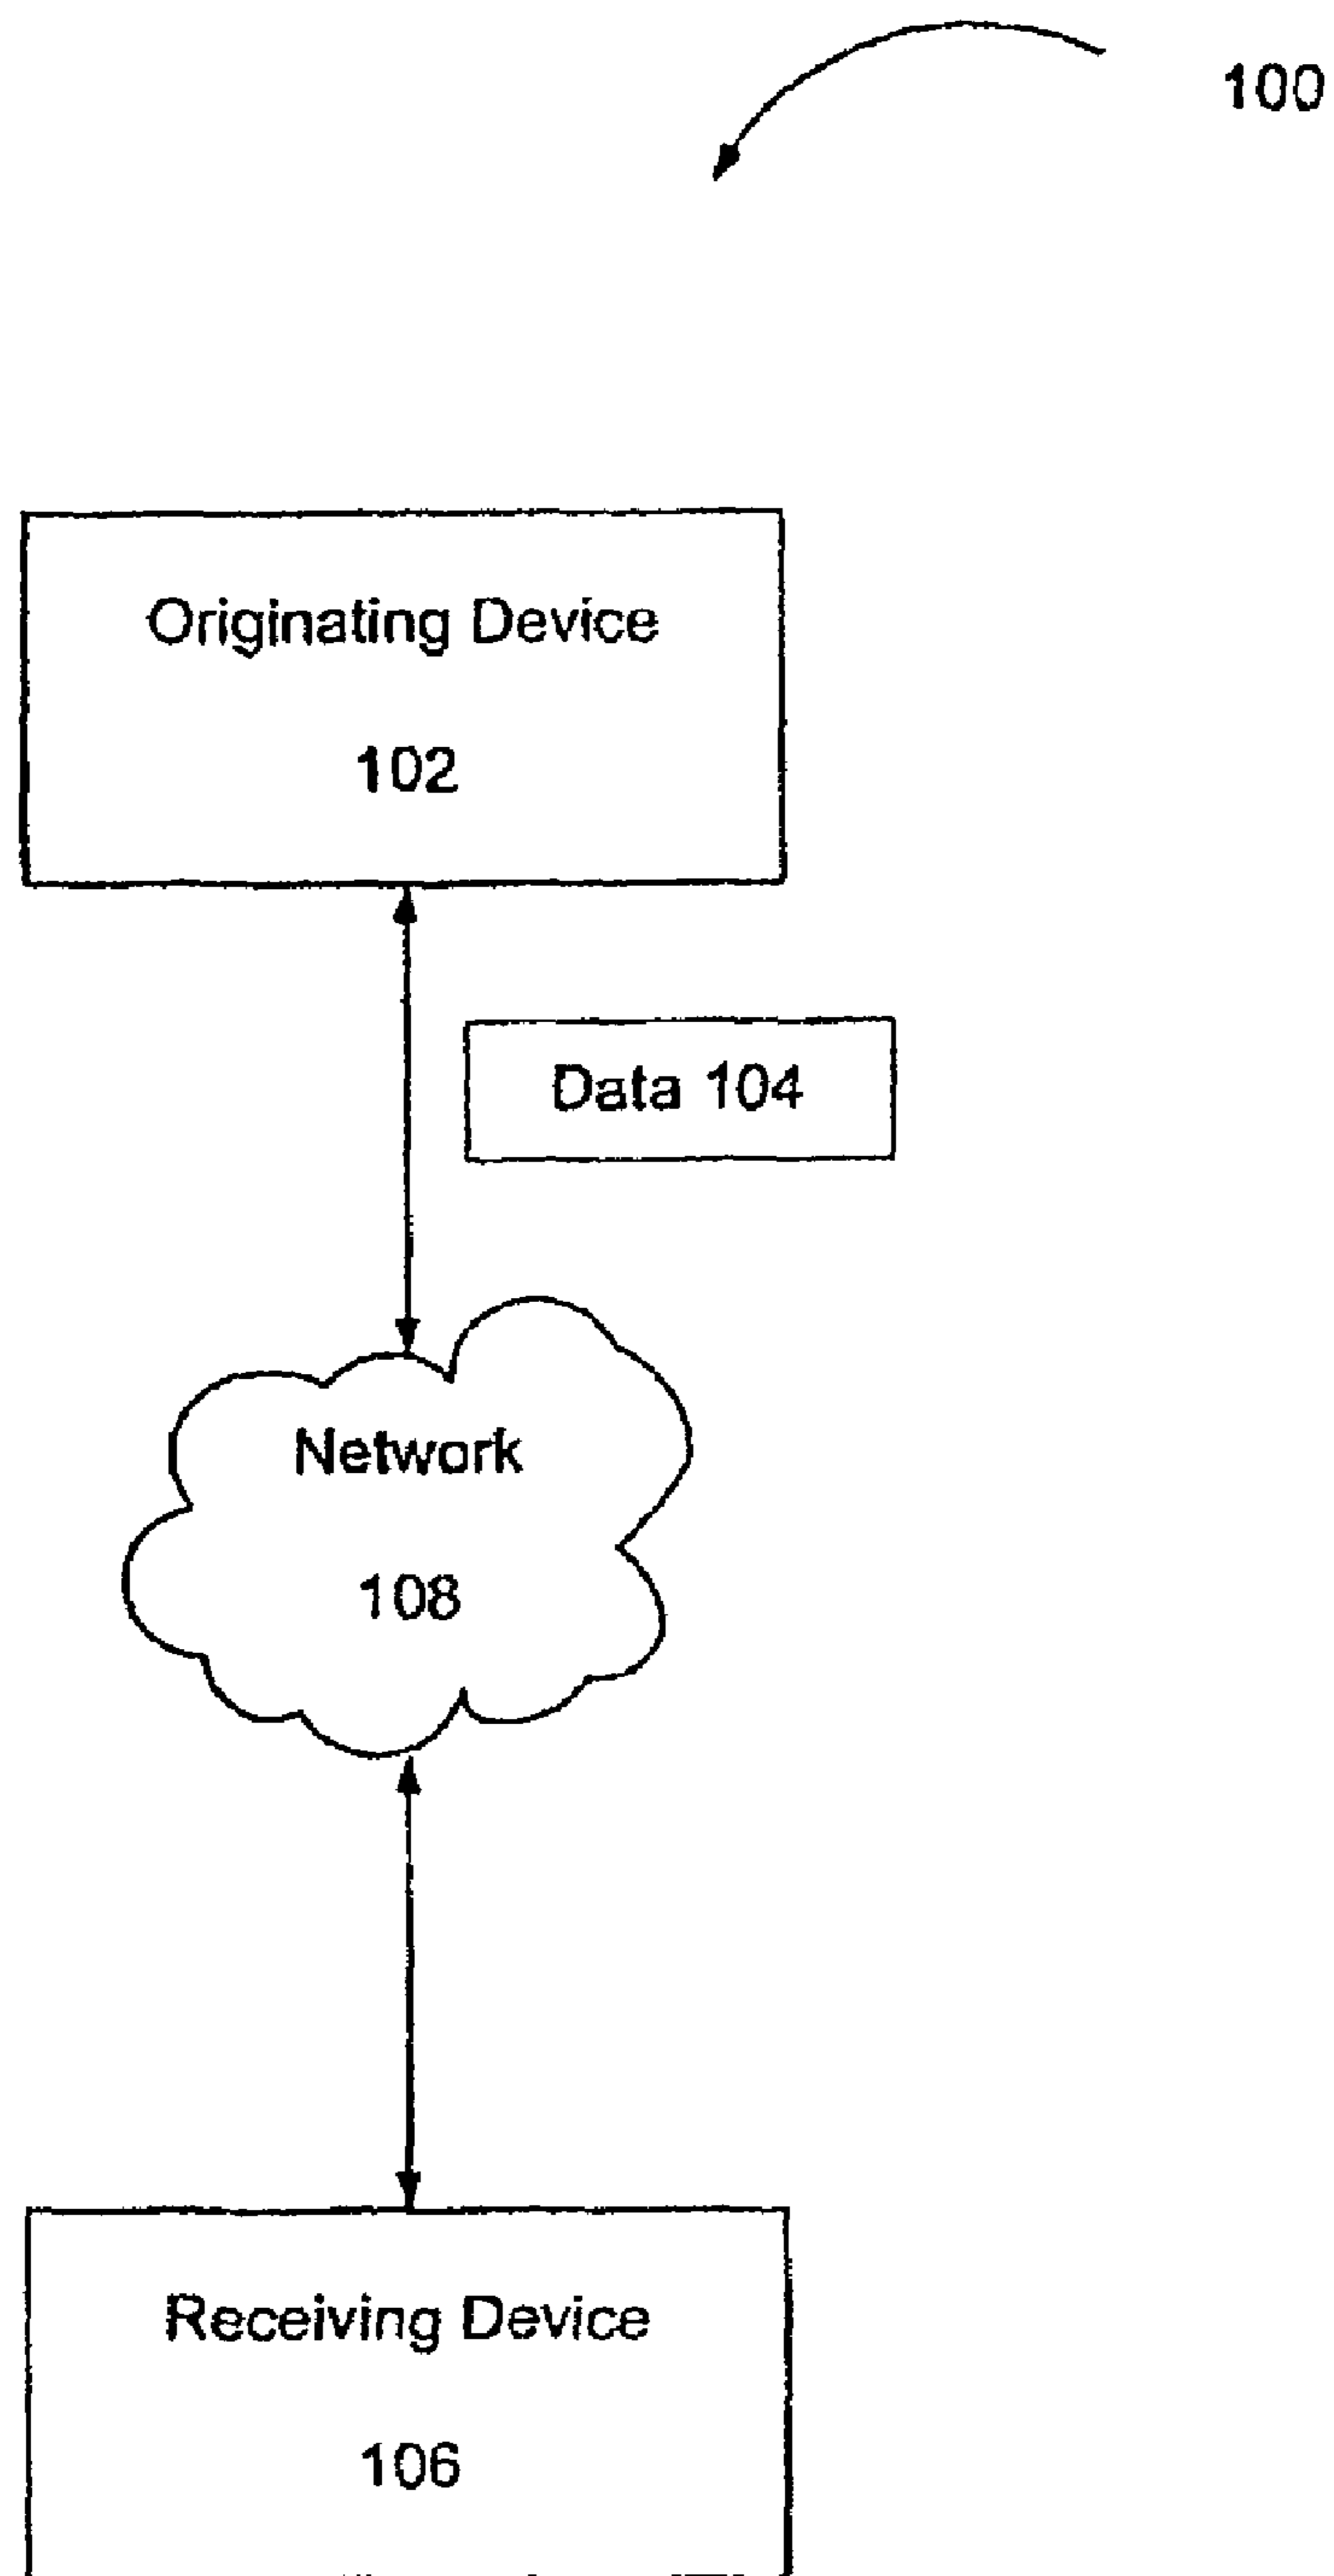 100
Originating Device
102
Data 104
Network
108
Receiving Device
106